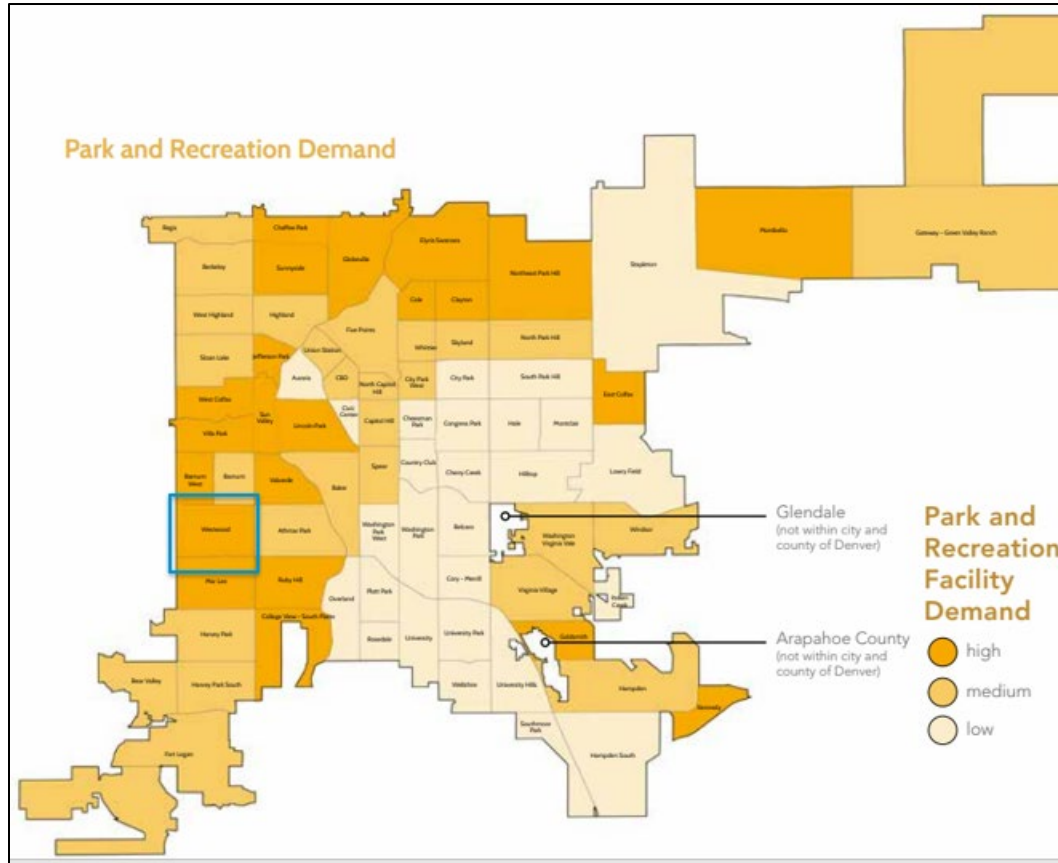 Park and Recreation Demand
Regis
Chaffee Park
Globeville
Elyria Swansea
Northeast Park Hill
Stapleton
Montbello
Gateway - Green Valley Ranch
Berkeley
Sunnyside
Cole
Clayton
West Highland
Highland
Five Points
Whittier
Skyland
North Park Hill
Sloan Lake
Jefferson Park
Union Station
Auraria
CBD
North Capitol
Hill
City Park
West
City Park
South Park Hill
East Colfax
West Colfax
Sun
Valley
Lincoln Park
Civic
Center
Capitol Hill
Cheesman
Park
Congress Park
Hale
Montclair
Villa Park
Barnum
West
Barnum
Valverde
Baker
Speer
Country Club
Cherry Creek
Hilltop
Lowry Field
Westwood
Athmar Park
Washington
Park
West
Washington
Park
Belcaro
Washington
Virginia Vale
Windsor
Glendale
(not within city and
county of Denver)
Mar Lee
Ruby Hill
Overland
Platt Park
Cory - Merrill
Virginia Village
Indian
Creek
College View - South Platte
Harvey Park
Rosedale
University
University Park
Goldsmith
Arapahoe County
(not within city and
county of Denver)
Bear Valley
Harvey Park South
Wellshire
University Hills
Hampden
Kennedy
Southmoor
Park
Hampden South
Fort Logan
Park and
Recreation
Facility
Demand
high
medium
low